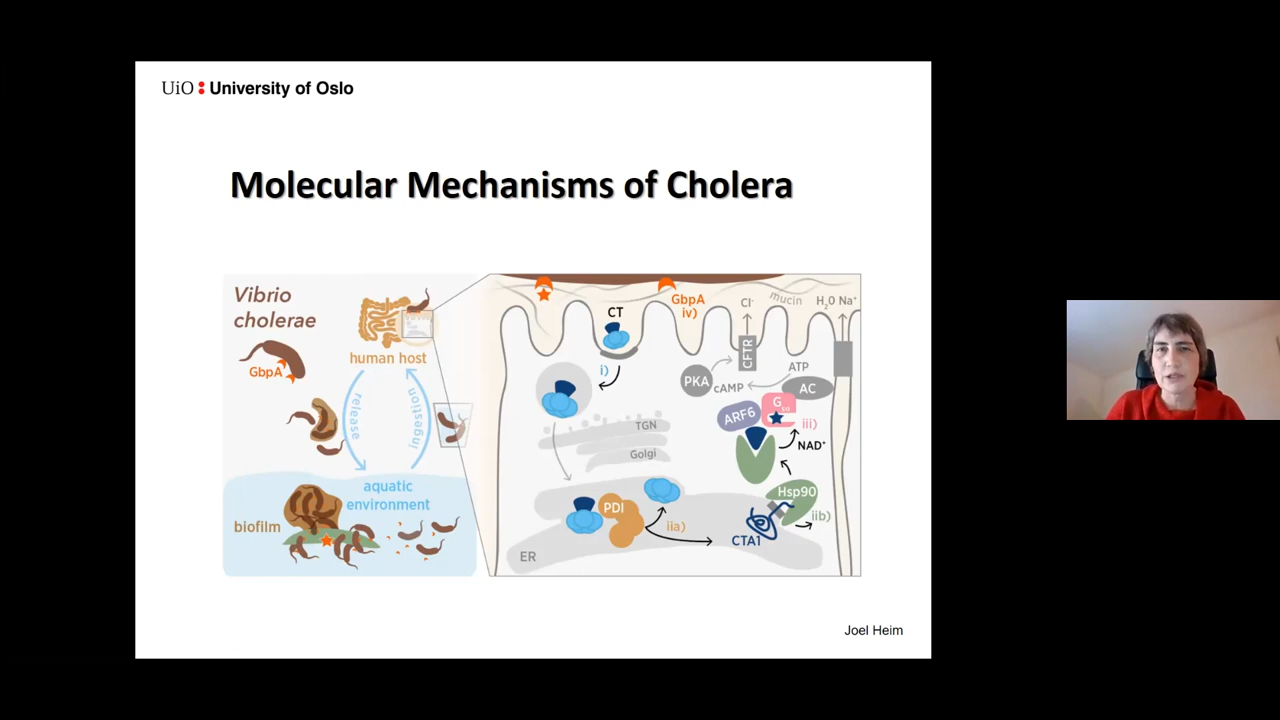 UiO : University of Oslo
Molecular Mechanisms of Cholera
Vibrio
cholerae
GbpA
human host
release
ingestion
aquatic
environment
biofilm
CT
i)
GbpA
iv)
Cl-
mucin
H20 Na+
CFTR
PKA
cAMP
ATP
AC
ARF6
G
iii)
NAD+
TGN
Golgi
PDI
iia)
Hsp90
iib)
CTA1
ER
Joel Heim